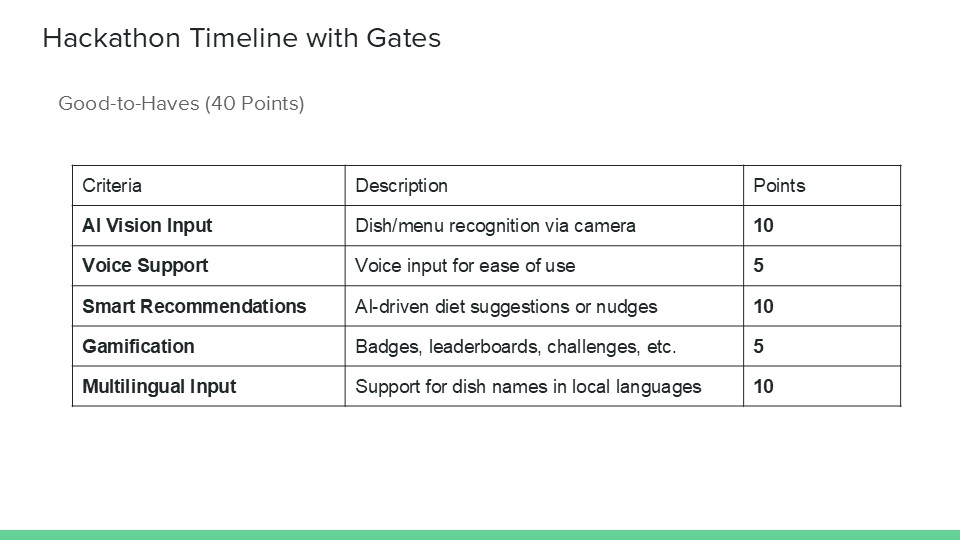 Hackathon Timeline with Gates
Good-to-Haves (40 Points)
Criteria Description Points
AI Vision Input Dish/menu recognition via camera 10
Voice Support Voice input for ease of use 5
Smart Recommendations AI-driven diet suggestions or nudges 10
Gamification Badges, leaderboards, challenges, etc. 5
Multilingual Input Support for dish names in local languages 10